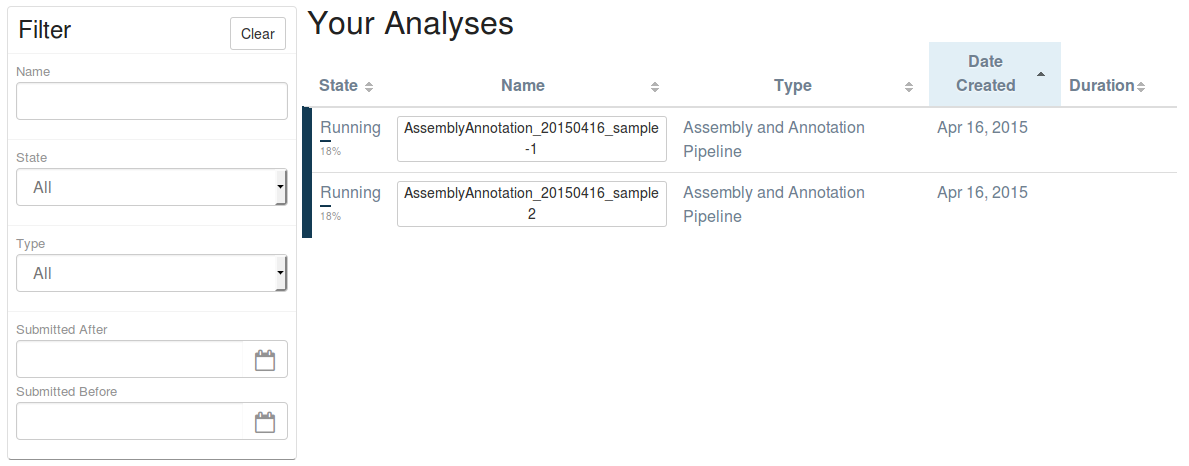 Filter
Clear
Name
State
All
Type
All
Submitted After
Submitted Before
Your Analyses
State
Name
Type
Date
Created
Duration
Running
18%
AssemblyAnnotation_20150416_sample
-1
Assembly and Annotation
Pipeline
Apr 16, 2015
Running
18%
AssemblyAnnotation_20150416_sample
2
Assembly and Annotation
Pipeline
Apr 16, 2015